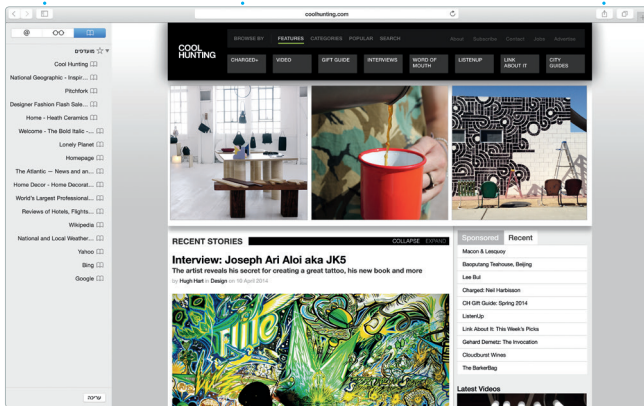 coolhunting.com
@
מועדפים
Cool Hunting
National Geographic - Inspir...
Pitchfork
Designer Fashion Flash Sale...
Home - Heath Ceramics
Welcome - The Bold Italic -...
Lonely Planet
Homepage
The Atlantic — News and an...
Home Decor - Home Decorat...
World's Largest Professional...
Reviews of Hotels, Flights...
Wikipedia
National and Local Weather...
Yahoo
Bing
Google
עריכה
COOL
HUNTING
BROWSE BY FEATURES CATEGORIES POPULAR SEARCH
About Subscribe Contact Jobs Advertise
CHARGED+ VIDEO GIFT GUIDE INTERVIEWS WORD OF MOUTH LISTENUP LINK ABOUT IT CITY GUIDES
RECENT STORIES COLLAPSE EXPAND
Interview: Joseph Ari Aloi aka JK5
The artist reveals his secret for creating a great tattoo, his new book and more
by Hugh Hart in Design on 19 April 2014
Sponsored Recent
Macon & Lesquoy
Baoputang Teahouse, Beijing
Lee Bul
Charged: Neil Harbisson
CH Gift Guide: Spring 2014
ListenUp
Link About It: This Week's Picks
Gehard Demetz: The Invocation
Cloudburst Wines
The BarkerBag
Latest Videos